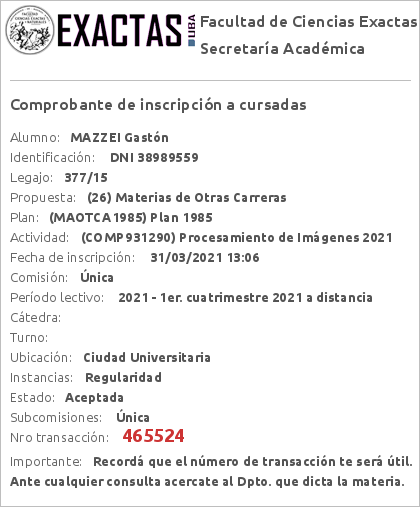 EXACTAS UBA
Facultad de Ciencias Exactas
Secretaría Académica
Comprobante de inscripción a cursadas
Alumno: MAZZEI Gastón
Identificación: DNI 38989559
Legajo: 377/15
Propuesta: (26) Materias de Otras Carreras
Plan: (MAOTCA1985) Plan 1985
Actividad: (COMP931290) Procesamiento de Imágenes 2021
Fecha de inscripción: 31/03/2021 13:06
Comisión: Única
Período lectivo: 2021 - 1er. cuatrimestre 2021 a distancia
Cátedra:
Turno:
Ubicación: Ciudad Universitaria
Instancias: Regularidad
Estado: Aceptada
Subcomisiones: Única
Nro transacción: 465524
Importante: Recordá que el número de transacción te será útil.
Ante cualquier consulta acercate al Dpto. que dicta la materia.